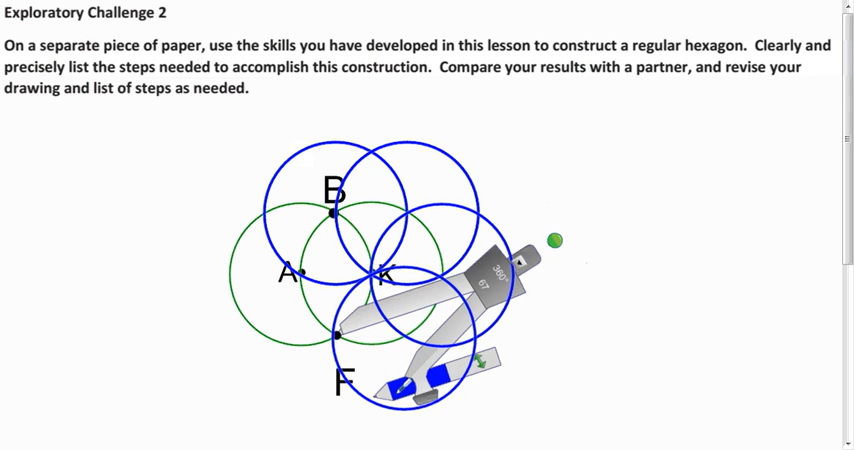 Exploratory Challenge 2
On a separate piece of paper, use the skills you have developed in this lesson to construct a regular hexagon. Clearly and
precisely list the steps needed to accomplish this construction. Compare your results with a partner, and revise your
drawing and list of steps as needed.
B
A
K
360°
67
F